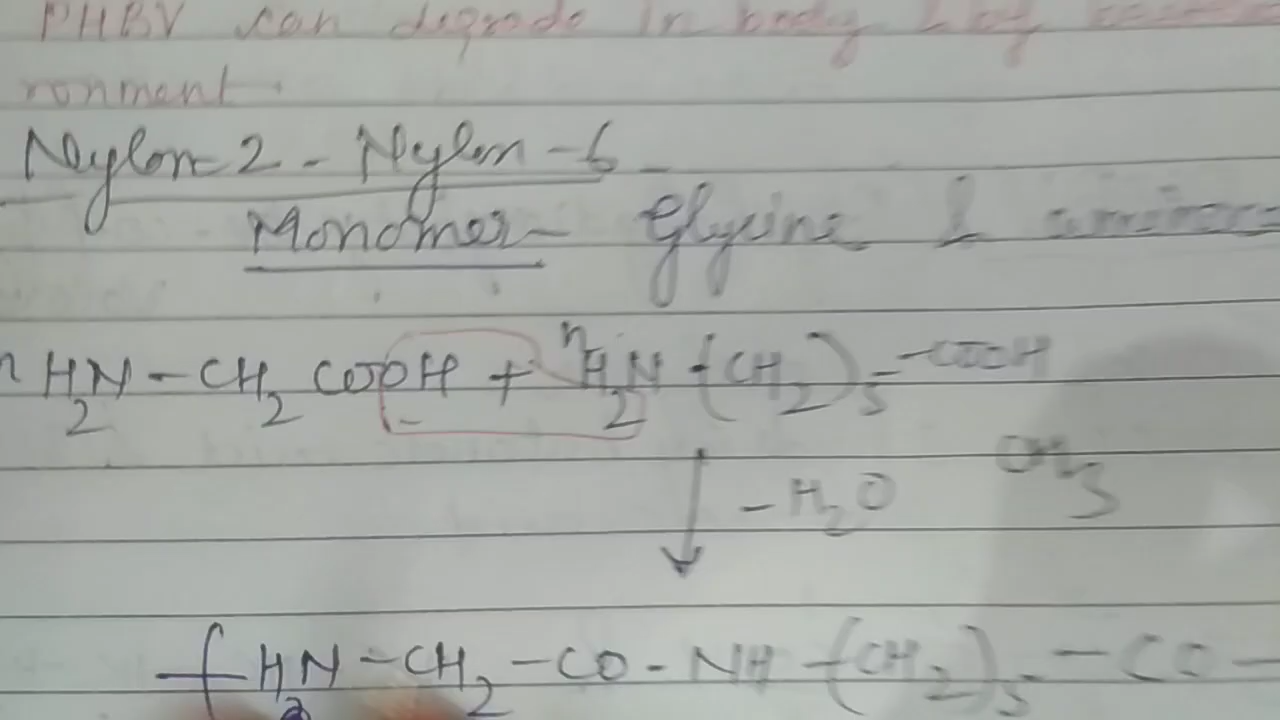 PHBV can degrade in body & by
ronment.
Nylon-2-Nylon-6-
Monomer- Glycine &
n H2N-CH2 COOH + n H2N-(CH2)5-COOH
-H2O
(H2N-CH2-CO-NH-(CH2)5-CO-